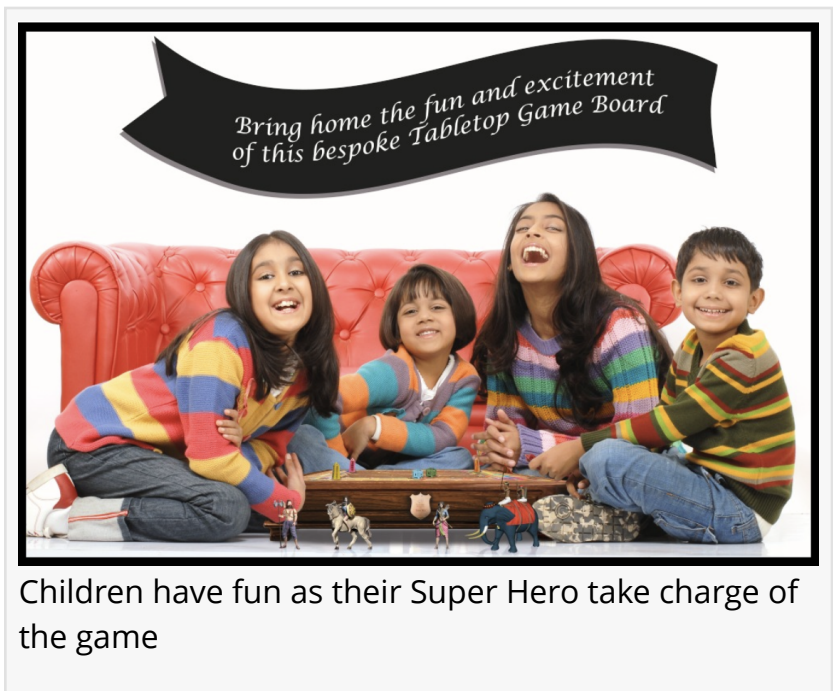 Bring home the fun and excitement
of this bespoke Tabletop Game Board
Children have fun as their Super Hero take charge of
the game